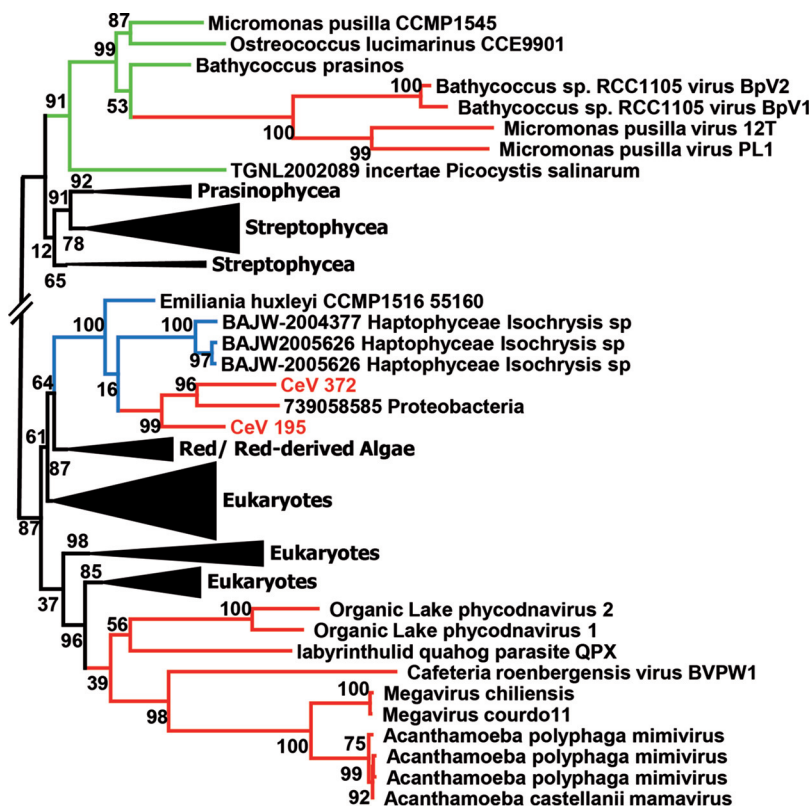 87
Micromonas pusilla CCMP1545
99
Ostreococcus lucimarinus CCE9901
Bathycoccus prasinos
91
53
100
Bathycoccus sp. RCC1105 virus BpV2
Bathycoccus sp. RCC1105 virus BpV1
100
Micromonas pusilla virus 12T
99
Micromonas pusilla virus PL1
TGNL2002089 incertae Picocystis salinarum
92
Prasinophycea
91
Streptophycea
12
78
65
Streptophycea
Emiliania huxleyi CCMP1516 55160
100
100
BAJW-2004377 Haptophyceae Isochrysis sp
BAJW2005626 Haptophyceae Isochrysis sp
97
BAJW-2005626 Haptophyceae Isochrysis sp
64
16
96
CeV 372
739058585 Proteobacteria
99
CeV 195
61
Red/ Red-derived Algae
87
Eukaryotes
87
98
Eukaryotes
85
Eukaryotes
37
96
100
Organic Lake phycodnavirus 2
56
Organic Lake phycodnavirus 1
labyrinthulid quahog parasite QPX
39
Cafeteria roenbergensis virus BVPW1
100
Megavirus chiliensis
98
Megavirus courdo11
100
75
Acanthamoeba polyphaga mimivirus
Acanthamoeba polyphaga mimivirus
99
Acanthamoeba polyphaga mimivirus
92
Acanthamoeba castellanii mamavirus